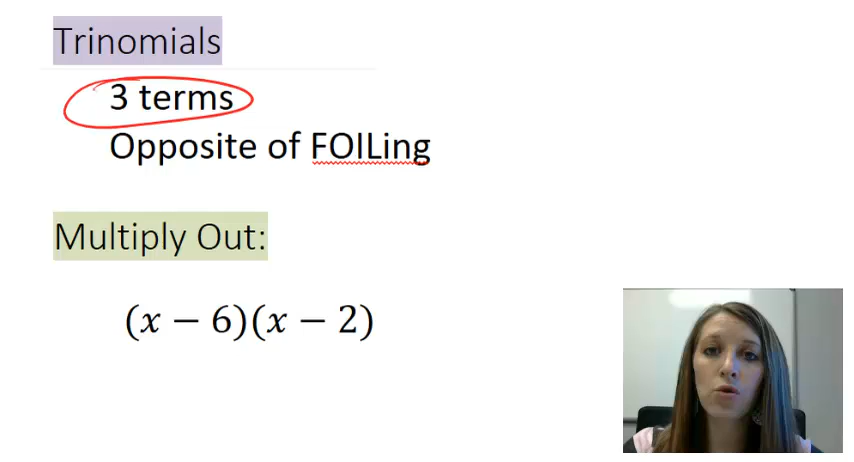 Trinomials
3 terms
Opposite of FOILing
Multiply Out:
(x − 6)(x − 2)